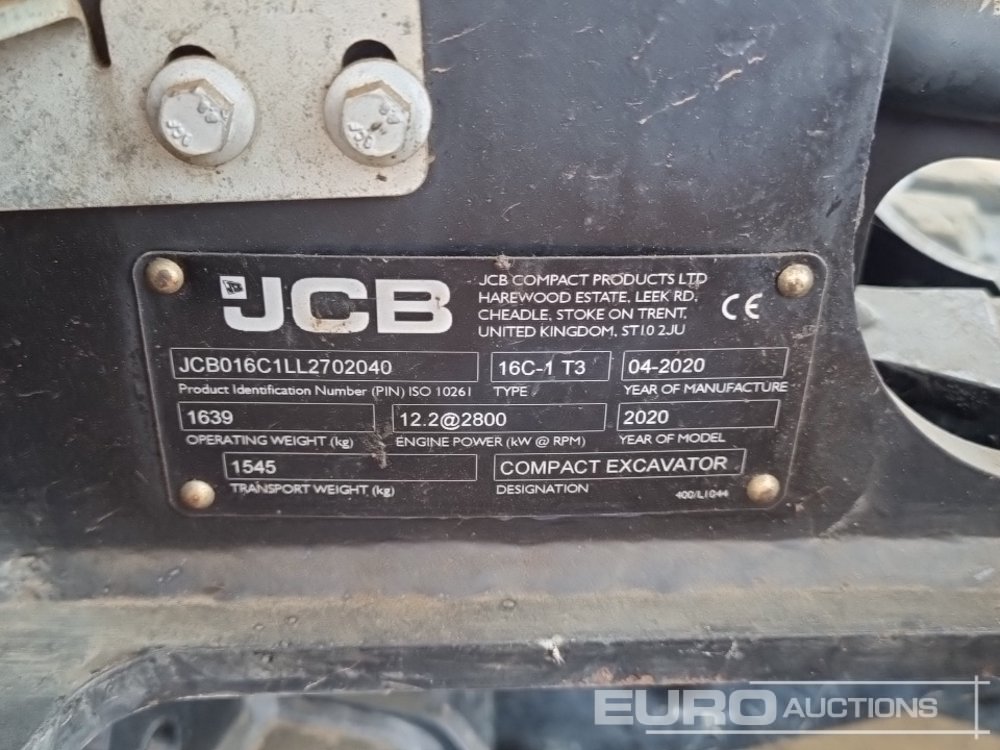 JCB
JCB COMPACT PRODUCTS LTD
HAREWOOD ESTATE, LEEK RD,
CHEADLE, STOKE ON TRENT,
UNITED KINGDOM, ST10 2JU
CE
JCB016C1LL2702040
16C-1 T3
04-2020
Product Identification Number (PIN) ISO 10261
TYPE
YEAR OF MANUFACTURE
1639
12.2@2800
2020
OPERATING WEIGHT (kg)
ENGINE POWER (kW @ RPM)
YEAR OF MODEL
1545
COMPACT EXCAVATOR
TRANSPORT WEIGHT (kg)
DESIGNATION
400/L1044
EURO AUCTIONS